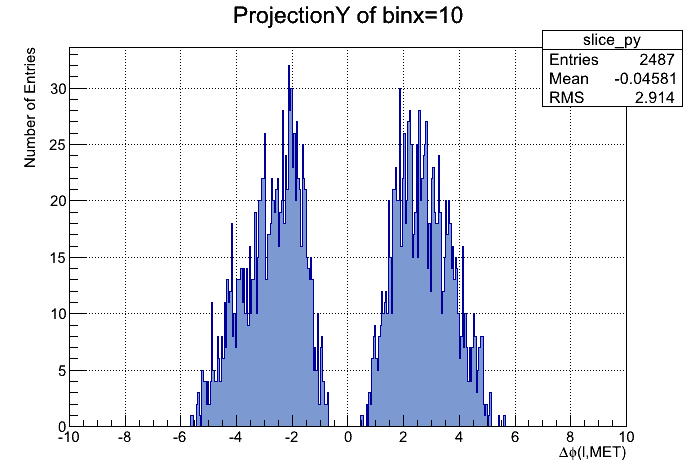 ProjectionY of binx=10
slice_py
Entries 2487
Mean -0.04581
RMS 2.914
Number of Entries
30
25
20
15
10
5
0
-10 -8 -6 -4 -2 0 2 4 6 8 10
Δϕ(l,MET)